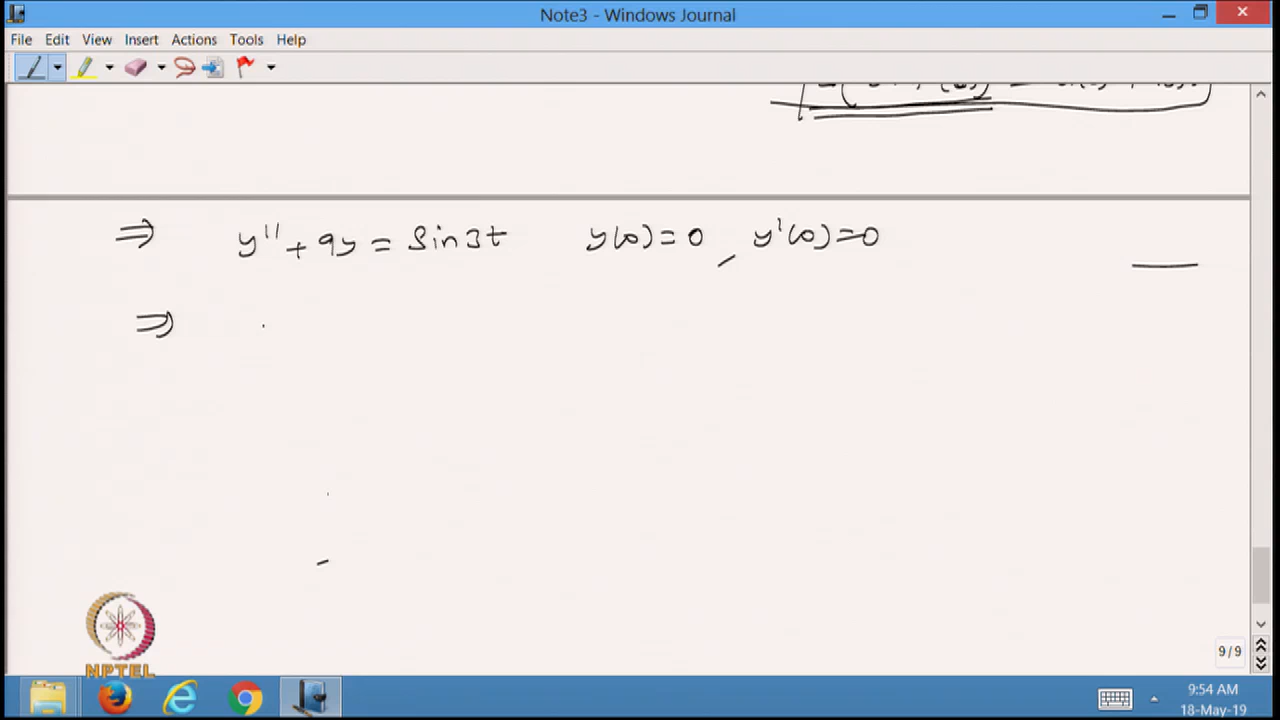 Note3 - Windows Journal
File Edit View Insert Actions Tools Help
⇒ y'' + 9y = Sin3t y(0)=0, y'(0)=0
⇒
9/9
NPTEL
9:54 AM
18-May-19